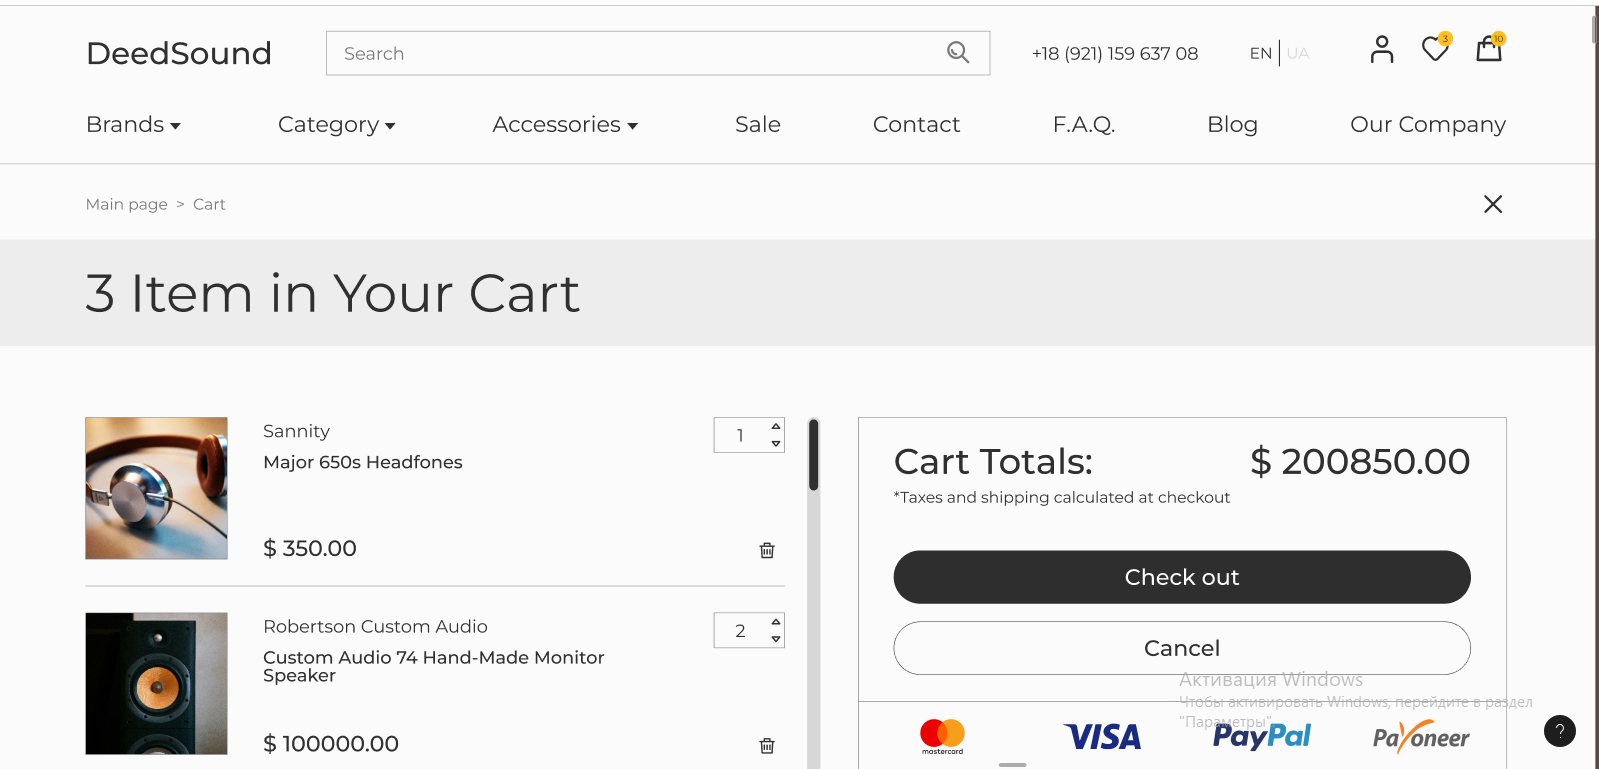 DeedSound
Search
+18 (921) 159 637 08
EN
UA
3
10
Brands
Category
Accessories
Sale
Contact
F.A.Q.
Blog
Our Company
Main page > Cart
3 Item in Your Cart
Sannity
1
Major 650s Headfones
$ 350.00
Robertson Custom Audio
2
Custom Audio 74 Hand-Made Monitor
Speaker
$ 100000.00
Cart Totals:
$ 200850.00
*Taxes and shipping calculated at checkout
Check out
Cancel
Активация Windows
Чтобы активировать Windows, перейдите в раздел
"Параметры"
mastercard
VISA
PayPal
Payoneer
?